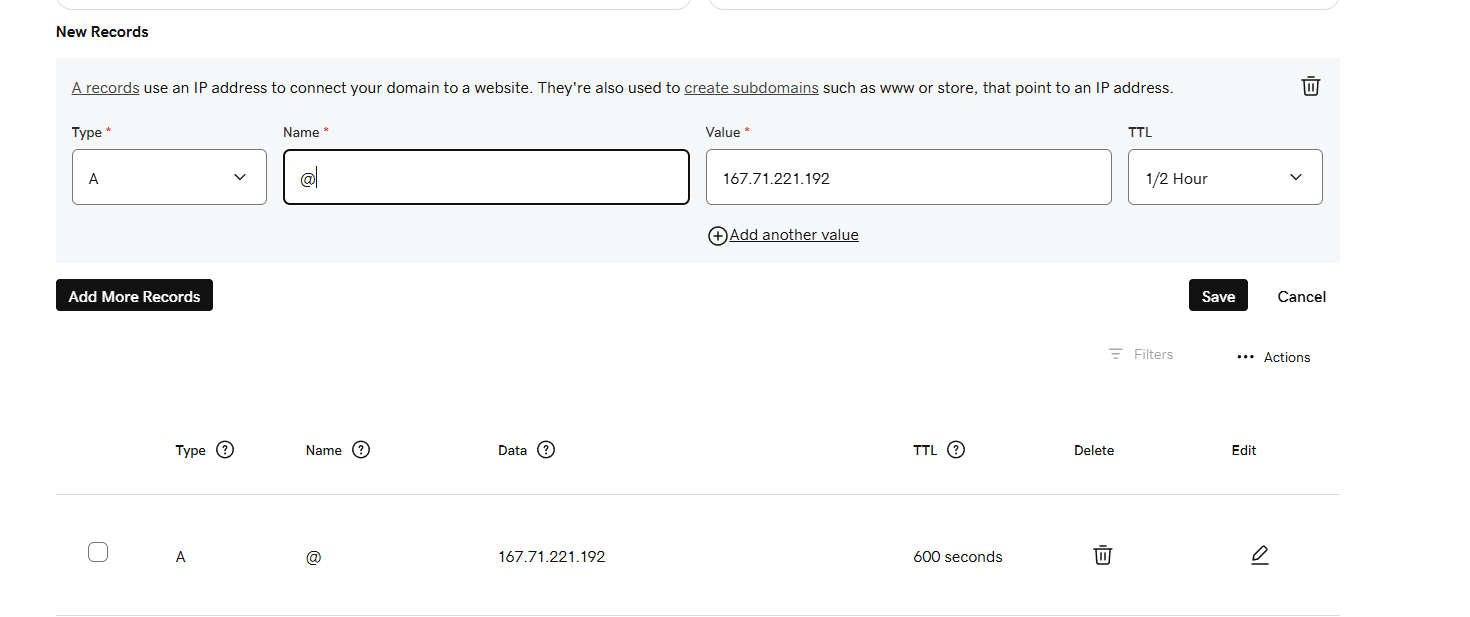 New Records
A records use an IP address to connect your domain to a website. They're also used to create subdomains such as www or store, that point to an IP address.
Type * Name * Value * TTL
A @ 167.71.221.192 1/2 Hour
Add another value
Add More Records Save Cancel
Filters ••• Actions
Type ? Name ? Data ? TTL ? Delete Edit
A @ 167.71.221.192 600 seconds